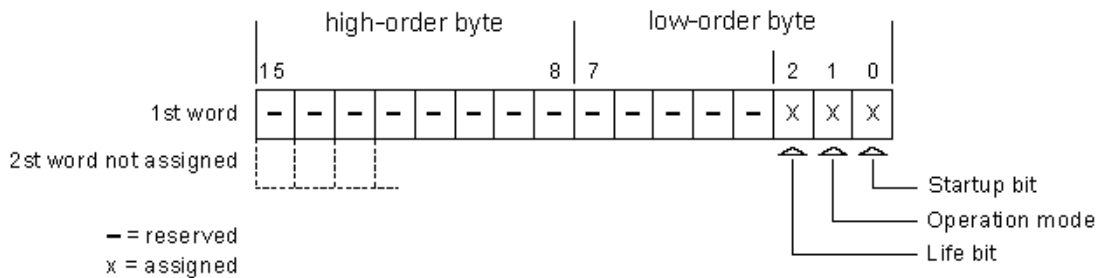 high-order byte low-order byte
15 8 7 2 1 0
1st word – – – – – – – – – – – – – x x x
2st word not assigned
Startup bit
Operation mode
– = reserved
Life bit
x = assigned